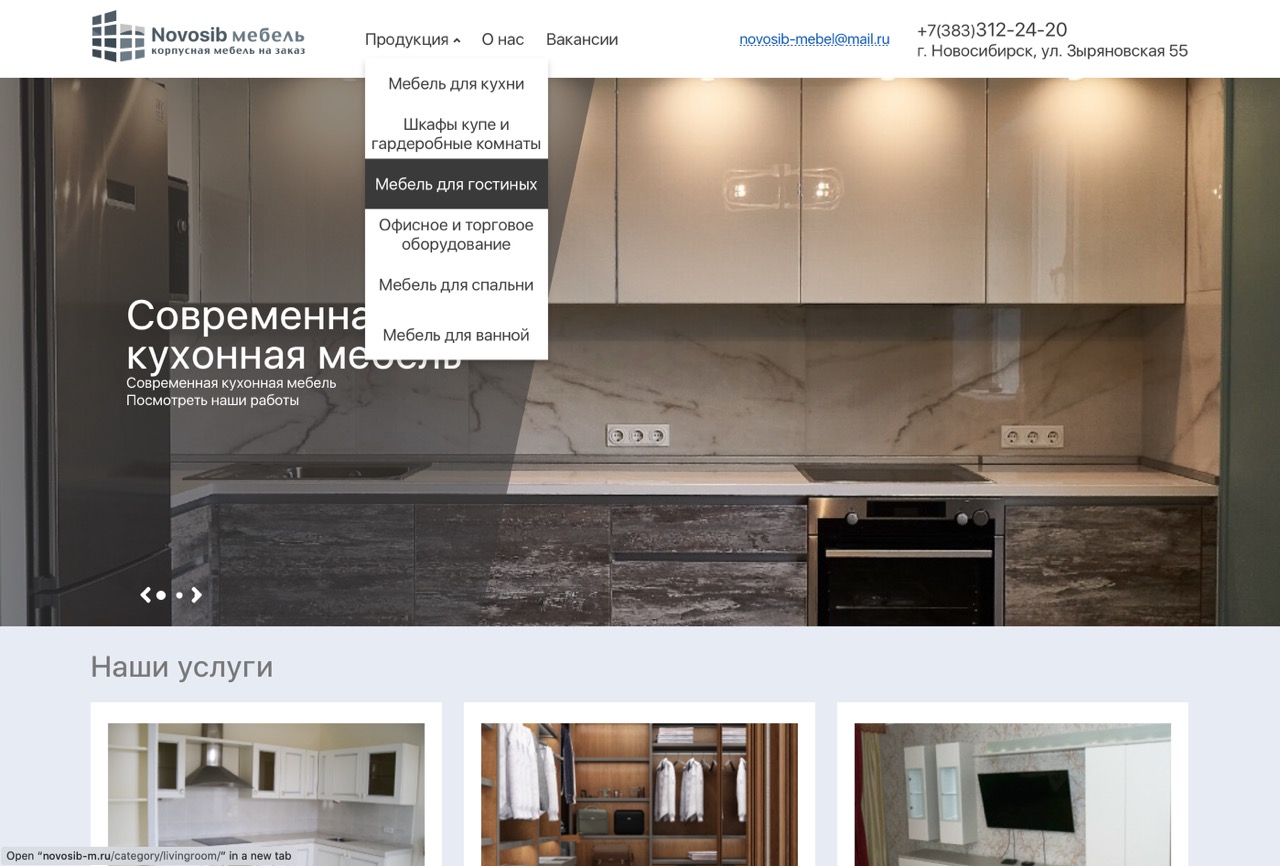 Novosib мебель
корпусная мебель на заказ
Продукция
О нас
Вакансии
novosib-mebel@mail.ru
+7(383)312-24-20
г. Новосибирск, ул. Зыряновская 55
Мебель для кухни
Шкафы купе и
гардеробные комнаты
Мебель для гостиных
Офисное и торговое
оборудование
Мебель для спальни
Мебель для ванной
Современна
кухонная мебель
Современная кухонная мебель
Посмотреть наши работы
Наши услуги
Open “novosib-m.ru/category/livingroom/” in a new tab